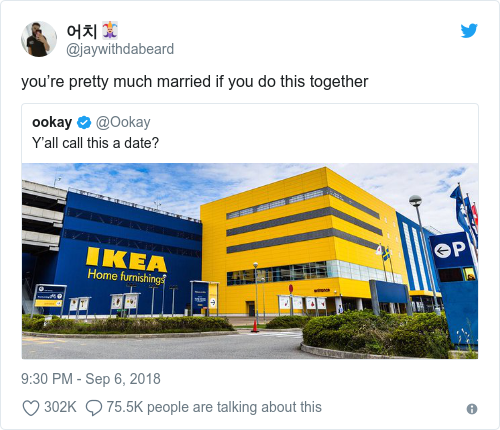 어치 🃏
@jaywithdabeard
you’re pretty much married if you do this together
ookay @Ookay
Y’all call this a date?
IKEA
Home furnishings
P
9:30 PM - Sep 6, 2018
302K 75.5K people are talking about this